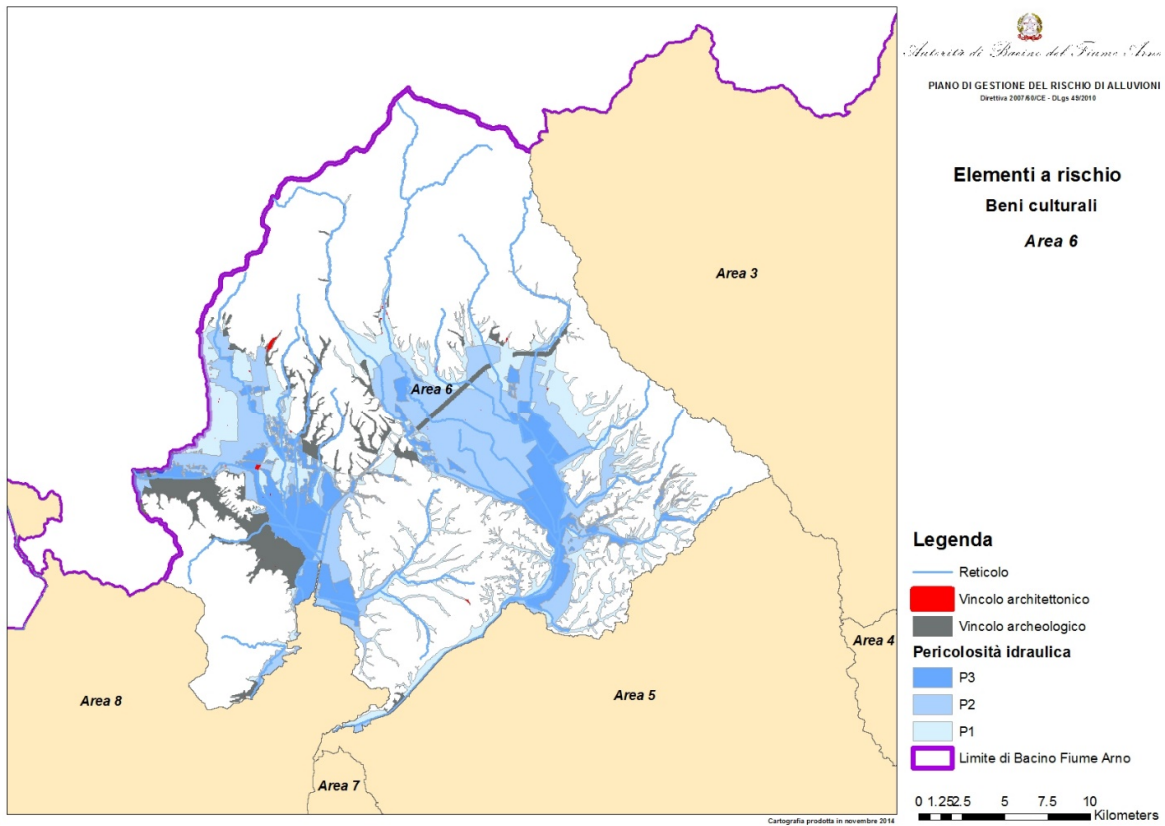 Autorità di Bacino del Fiume Arno
PIANO DI GESTIONE DEL RISCHIO DI ALLUVIONI
Direttiva 2007/60/CE - DLgs 49/2010
Elementi a rischio
Beni culturali
Area 6
Area 3
Area 6
Area 4
Area 5
Area 8
Area 7
Legenda
Reticolo
Vincolo architettonico
Vincolo archeologico
Pericolosità idraulica
P3
P2
P1
Limite di Bacino Fiume Arno
0 1.252.5 5 7.5 10
Kilometers
Cartografia prodotta in novembre 2014